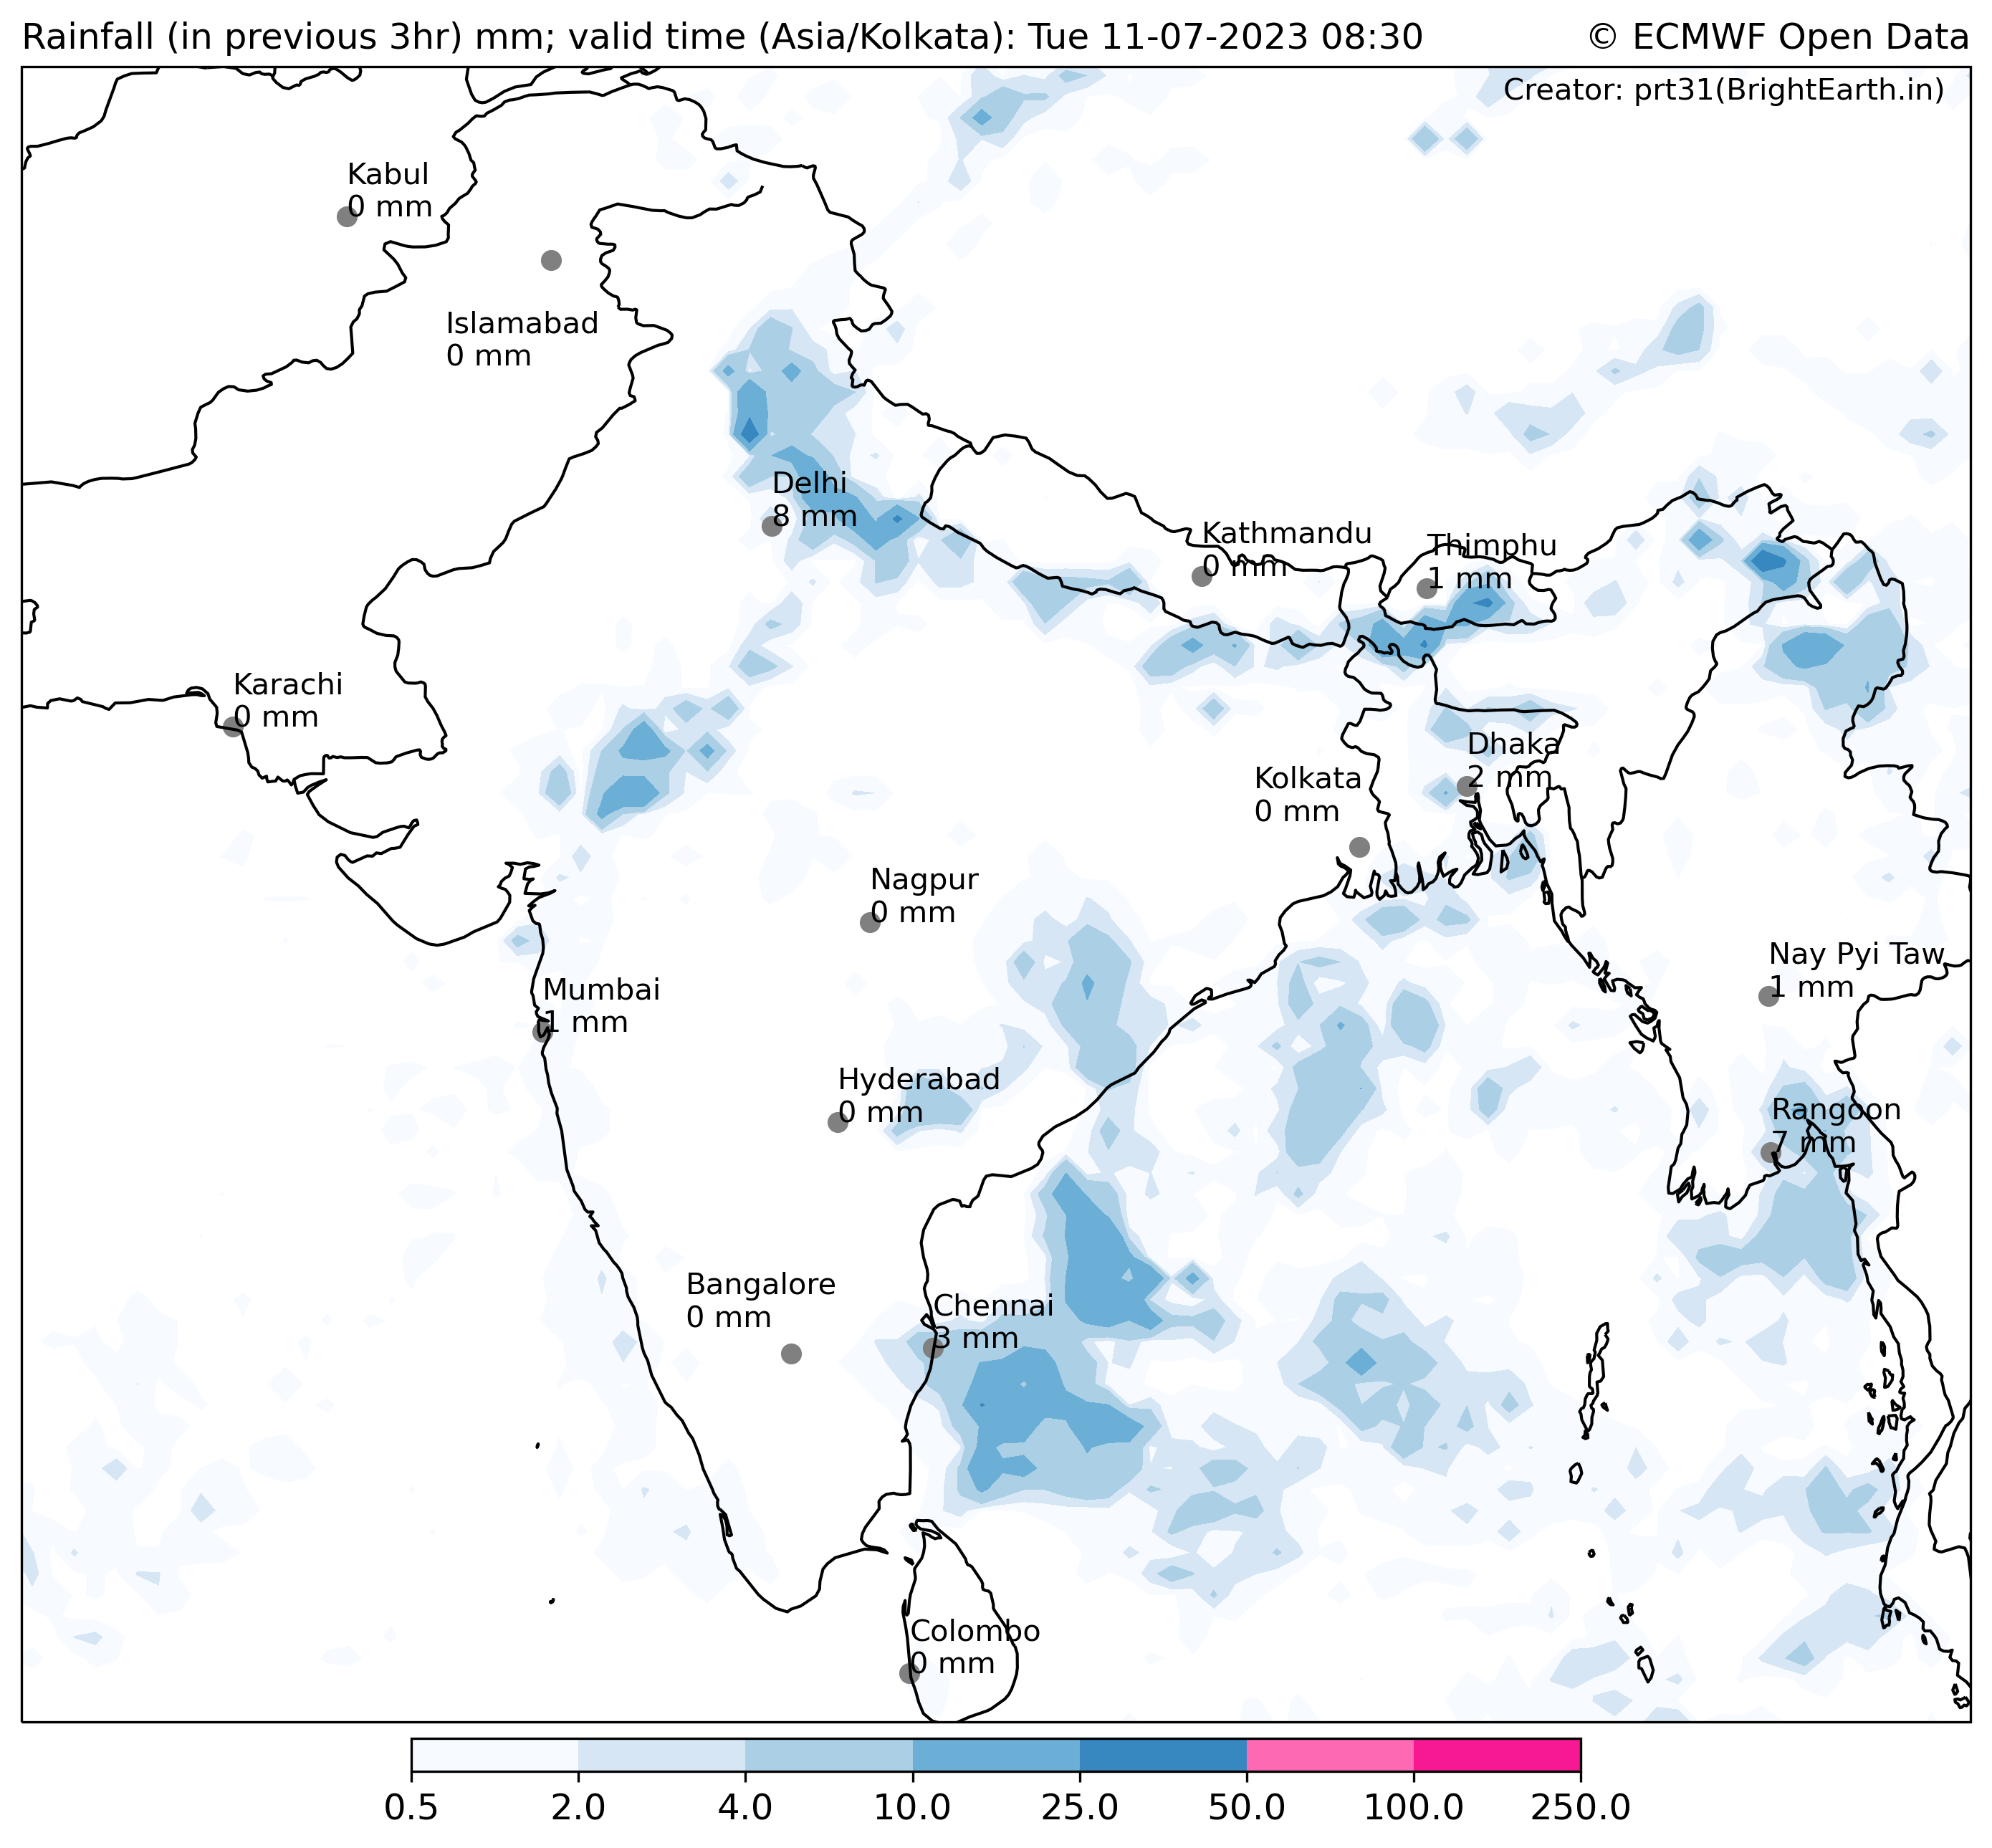 Rainfall (in previous 3hr) mm; valid time (Asia/Kolkata): Tue 11-07-2023 08:30
© ECMWF Open Data
Creator: prt31(BrightEarth.in)
Kabul
0 mm
Islamabad
0 mm
Delhi
8 mm
Kathmandu
0 mm
Thimphu
1 mm
Karachi
0 mm
Dhaka
2 mm
Kolkata
0 mm
Nagpur
0 mm
Nay Pyi Taw
1 mm
Mumbai
1 mm
Hyderabad
0 mm
Rangoon
7 mm
Bangalore
0 mm
Chennai
3 mm
Colombo
0 mm
0.5 2.0 4.0 10.0 25.0 50.0 100.0 250.0